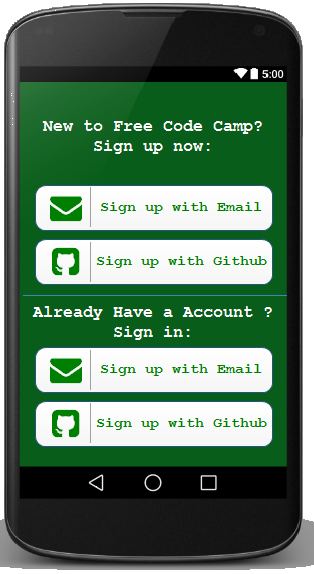 5:00
New to Free Code Camp?
Sign up now:
Sign up with Email
Sign up with Github
Already Have a Account ?
Sign in:
Sign up with Email
Sign up with Github